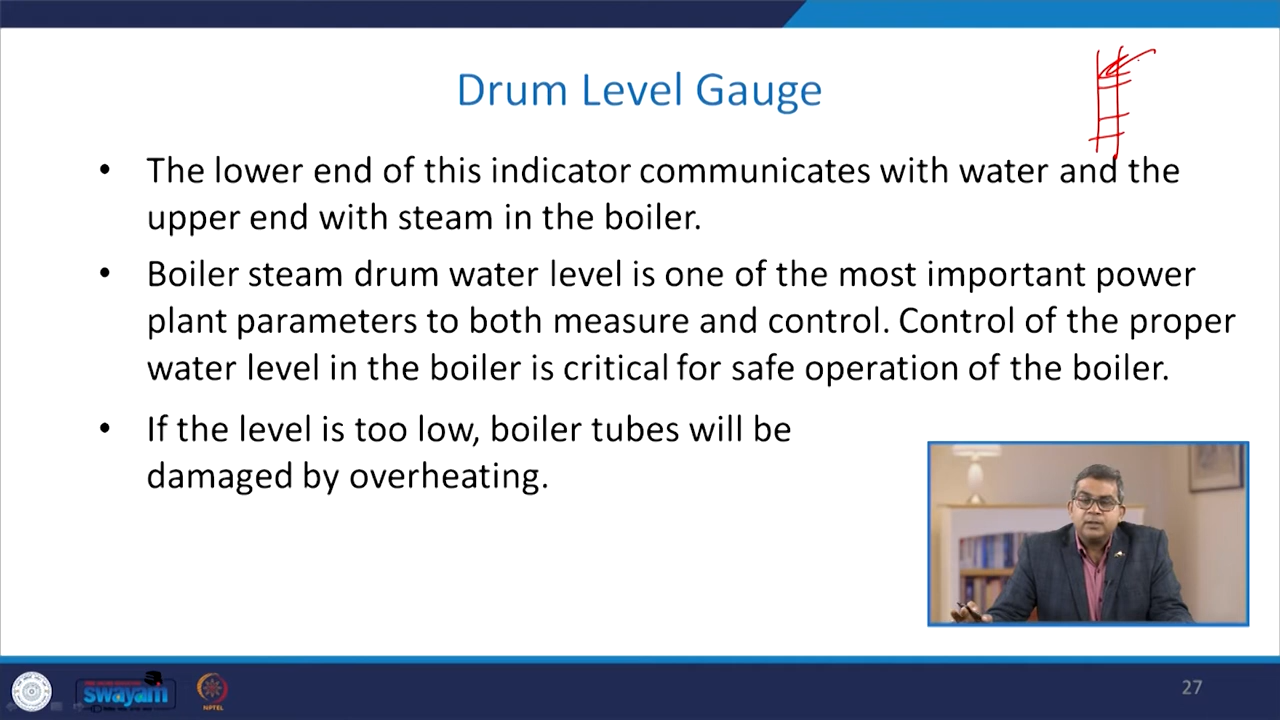 Drum Level Gauge
• The lower end of this indicator communicates with water and the
upper end with steam in the boiler.
• Boiler steam drum water level is one of the most important power
plant parameters to both measure and control. Control of the proper
water level in the boiler is critical for safe operation of the boiler.
• If the level is too low, boiler tubes will be
damaged by overheating.
swayam
NPTEL
27